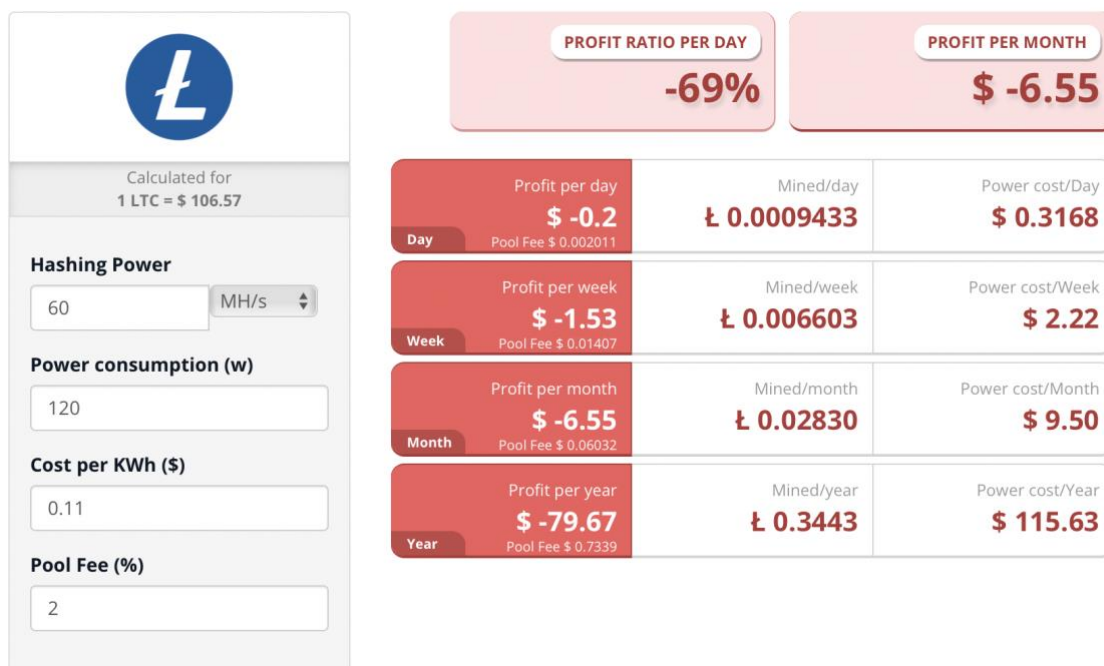 Ł
Calculated for
1 LTC = $ 106.57
Hashing Power
60
MH/s
Power consumption (w)
120
Cost per KWh ($)
0.11
Pool Fee (%)
2
PROFIT RATIO PER DAY
-69%
PROFIT PER MONTH
$ -6.55
Profit per day
$ -0.2
Day
Pool Fee $ 0.002011
Mined/day
Ł 0.0009433
Power cost/Day
$ 0.3168
Profit per week
$ -1.53
Week
Pool Fee $ 0.01407
Mined/week
Ł 0.006603
Power cost/Week
$ 2.22
Profit per month
$ -6.55
Month
Pool Fee $ 0.06032
Mined/month
Ł 0.02830
Power cost/Month
$ 9.50
Profit per year
$ -79.67
Year
Pool Fee $ 0.7339
Mined/year
Ł 0.3443
Power cost/Year
$ 115.63